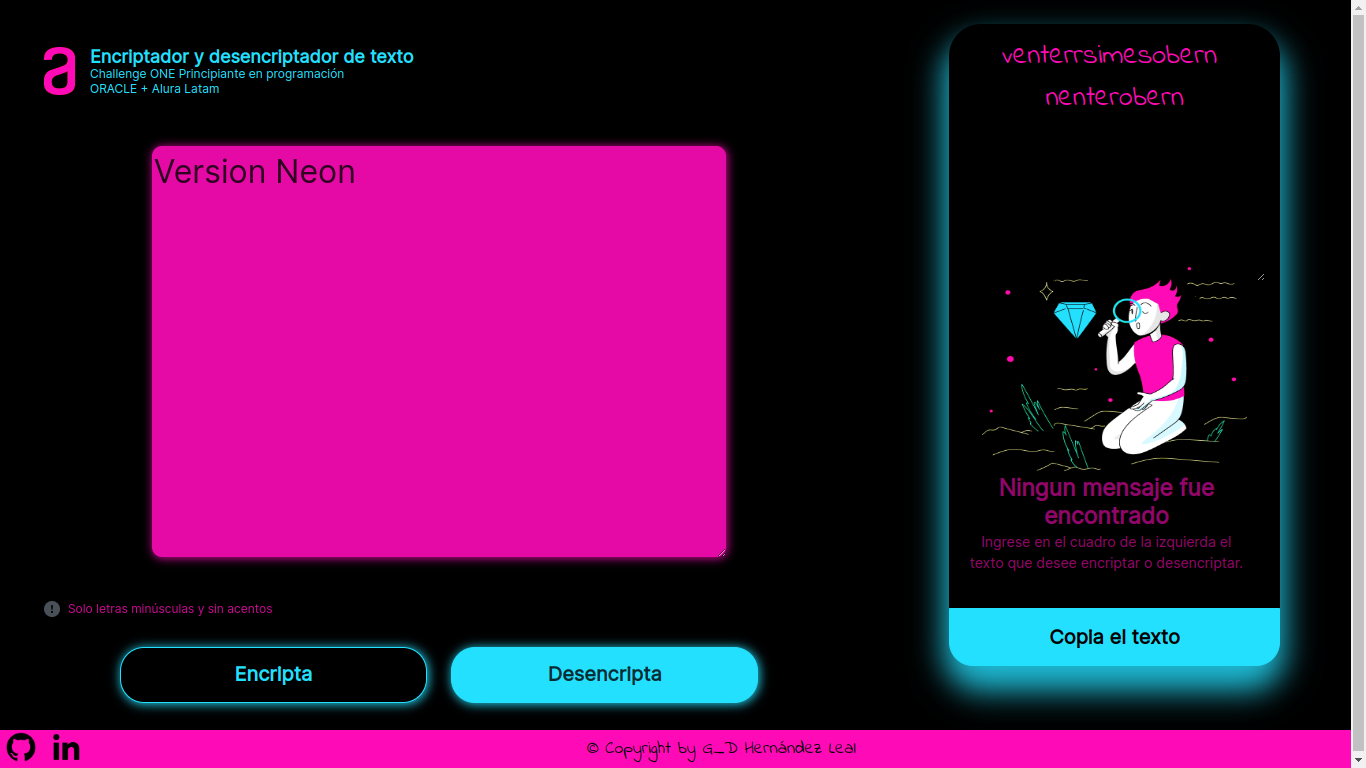 a
Encriptador y desencriptador de texto
Challenge ONE Principiante en programación
ORACLE + Alura Latam
Version Neon
Solo letras minúsculas y sin acentos
Encripta
Desencripta
venterrsimesobern
nenterobern
Ningun mensaje fue
encontrado
Ingrese en el cuadro de la izquierda el
texto que desee encriptar o desencriptar.
Copia el texto
in
© Copyright by G_D Hernández Leal